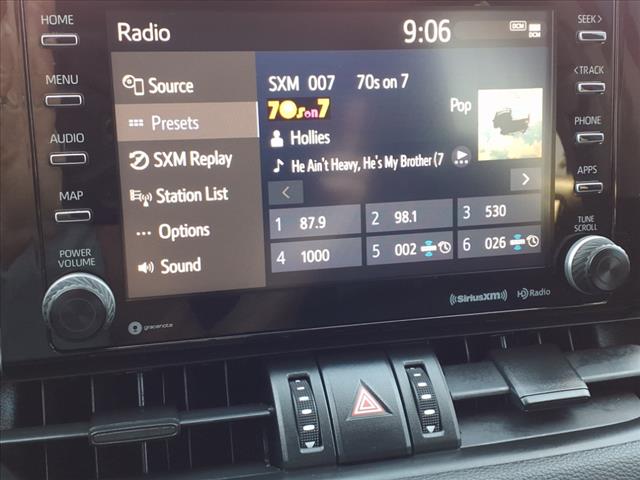 HOME
MENU
AUDIO
MAP
POWER
VOLUME
Radio
9:06
DCM
DCM
Source
Presets
SXM Replay
Station List
Options
Sound
SXM 007 70s on 7
70s on 7
Pop
Hollies
He Ain't Heavy, He's My Brother (7
<
>
1 87.9
2 98.1
3 530
4 1000
5 002
6 026
SEEK >
< TRACK
PHONE
APPS
TUNE
SCROLL
gracenote
((SiriusXM))
HD Radio